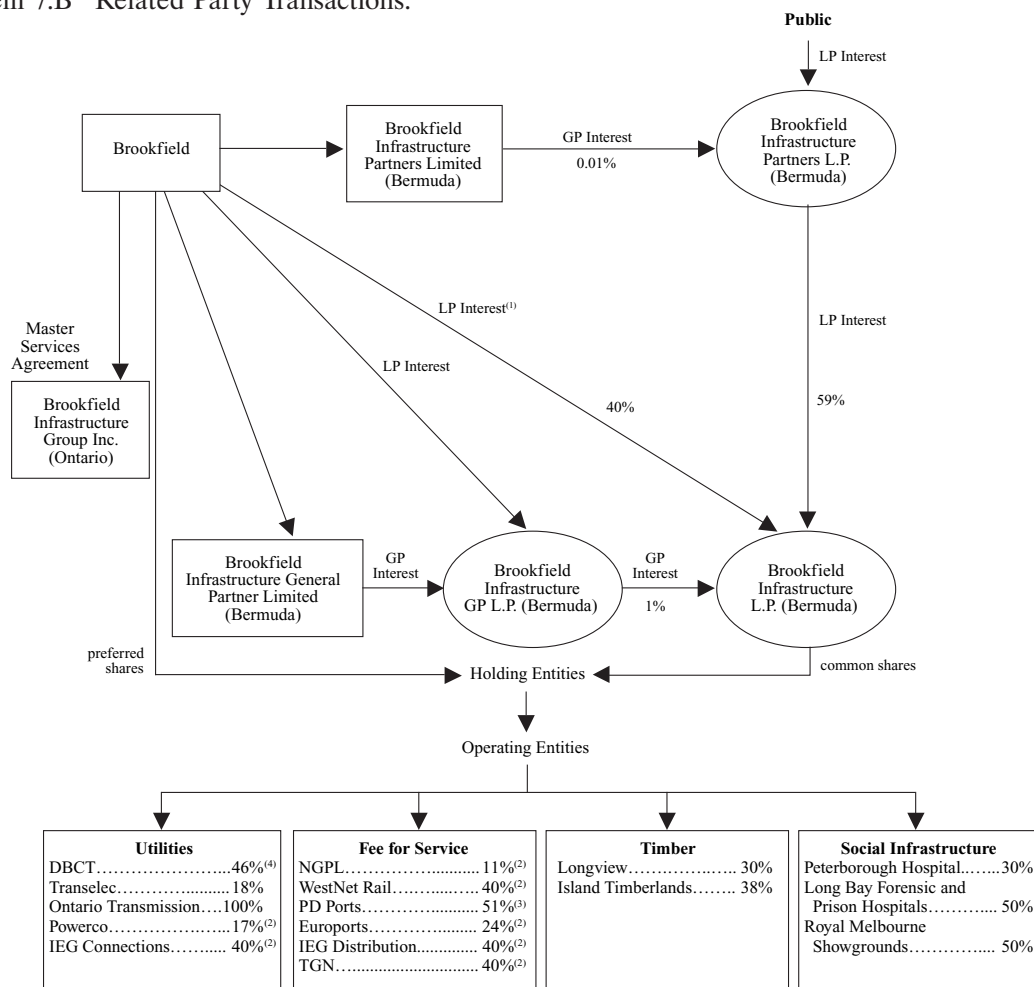 em 7.B Related Party Transactions.
Public
LP Interest
Brookfield
Brookfield
Infrastructure
Partners Limited
(Bermuda)
GP Interest
0.01%
Brookfield
Infrastructure
Partners L.P.
(Bermuda)
LP Interest(1)
LP Interest
Master
Services
Agreement
LP Interest
40%
59%
Brookfield
Infrastructure
Group Inc.
(Ontario)
Brookfield
Infrastructure General
Partner Limited
(Bermuda)
GP
Interest
Brookfield
Infrastructure
GP L.P. (Bermuda)
GP
Interest
1%
Brookfield
Infrastructure
L.P. (Bermuda)
preferred
shares
Holding Entities
common shares
Operating Entities
Utilities
DBCT…………………...46%(4)
Transelec…………..........18%
Ontario Transmission….100%
Powerco……………..….17%(2)
IEG Connections……..... 40%(2)
Fee for Service
NGPL……………........... 11%(2)
WestNet Rail…………....40%(2)
PD Ports…………........... 51%(3)
Euroports…………......... 24%(2)
IEG Distribution.............. 40%(2)
TGN…............................. 40%(2)
Timber
Longview……………..….. 30%
Island Timberlands…….. 38%
Social Infrastructure
Peterborough Hospital...…...30%
Long Bay Forensic and
Prison Hospitals………... 50%
Royal Melbourne
Showgrounds………….... 50%